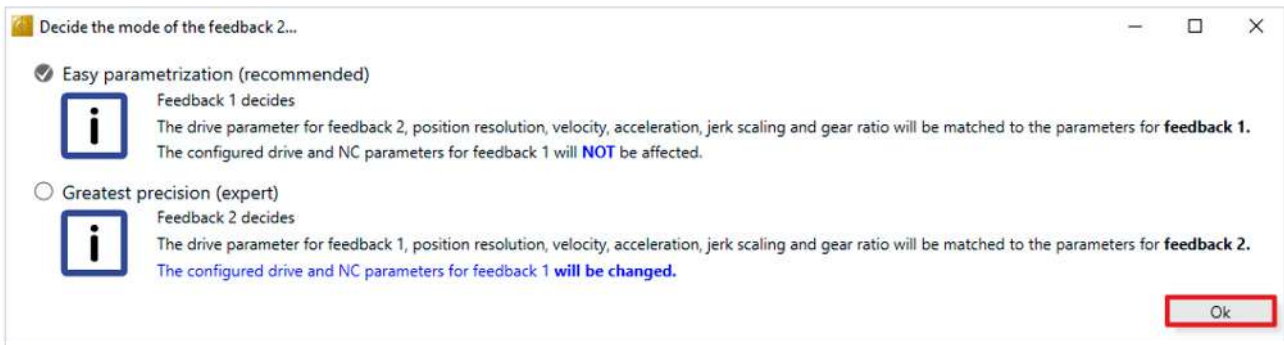 Decide the mode of the feedback 2...
Easy parametrization (recommended)
Feedback 1 decides
The drive parameter for feedback 2, position resolution, velocity, acceleration, jerk scaling and gear ratio will be matched to the parameters for feedback 1.
The configured drive and NC parameters for feedback 1 will NOT be affected.
Greatest precision (expert)
Feedback 2 decides
The drive parameter for feedback 1, position resolution, velocity, acceleration, jerk scaling and gear ratio will be matched to the parameters for feedback 2.
The configured drive and NC parameters for feedback 1 will be changed.
Ok